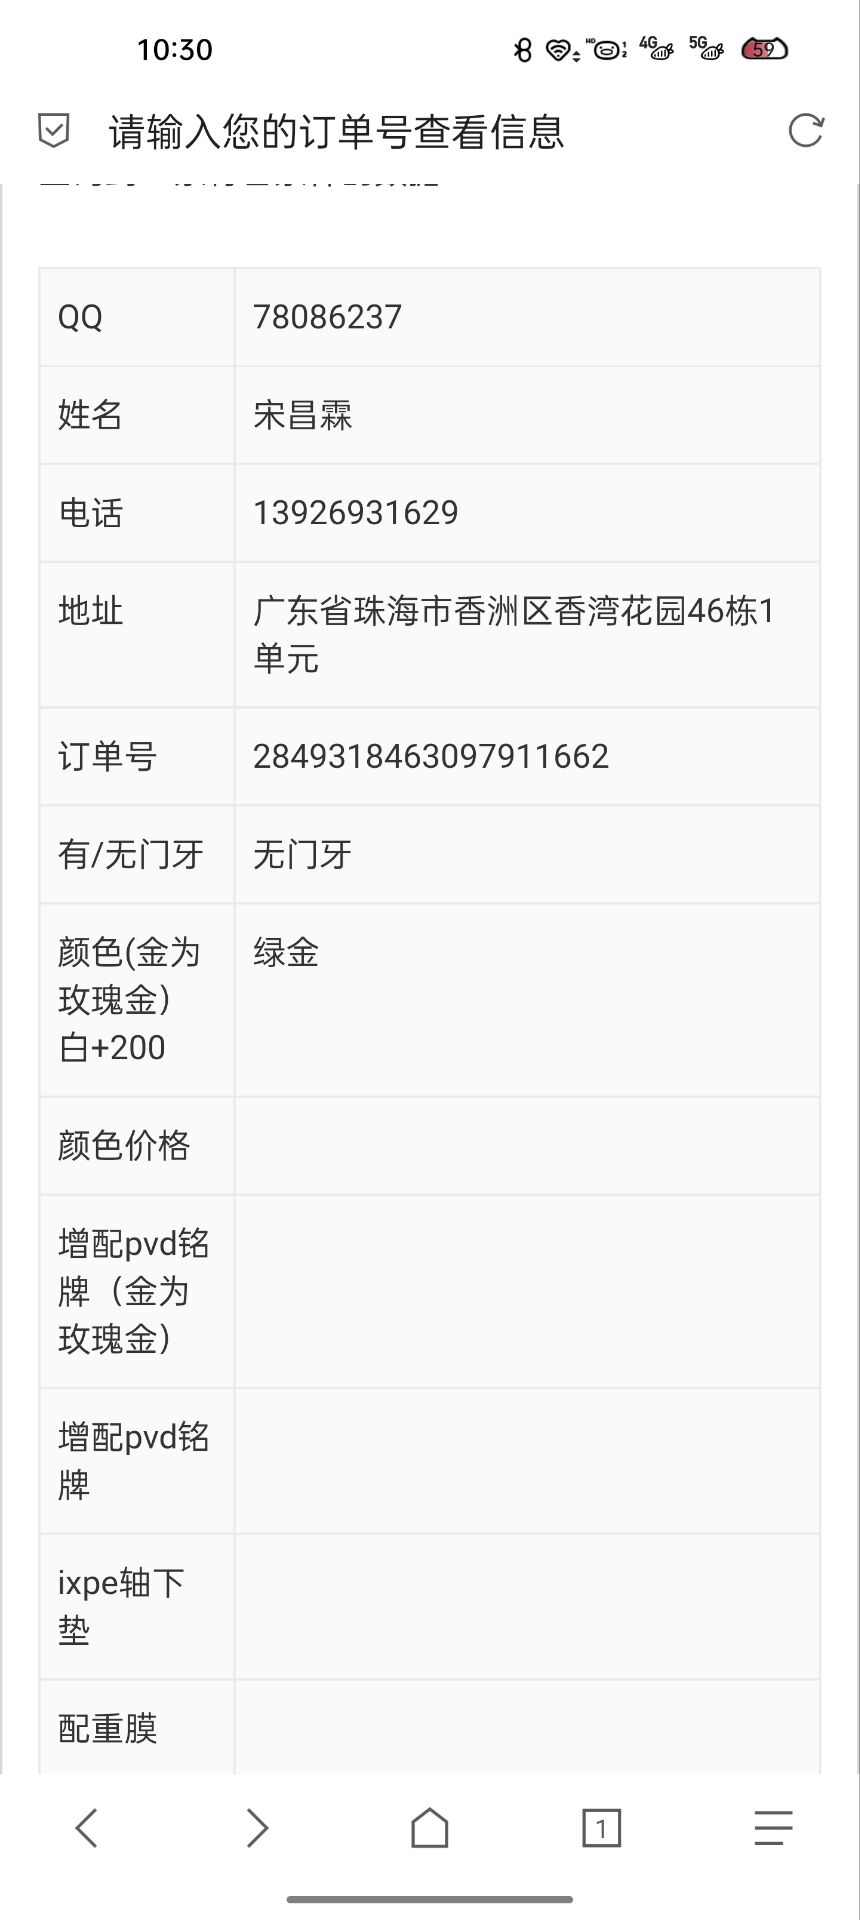 10:30
HD
1
2
4G
5G
59
请输入您的订单号查看信息
QQ
78086237
姓名
宋昌霖
电话
13926931629
地址
广东省珠海市香洲区香湾花园46栋1
单元
订单号
2849318463097911662
有/无门牙
无门牙
颜色(金为
玫瑰金）
白+200
绿金
颜色价格
增配pvd铭
牌（金为
玫瑰金）
增配pvd铭
牌
ixpe轴下
垫
配重膜
1